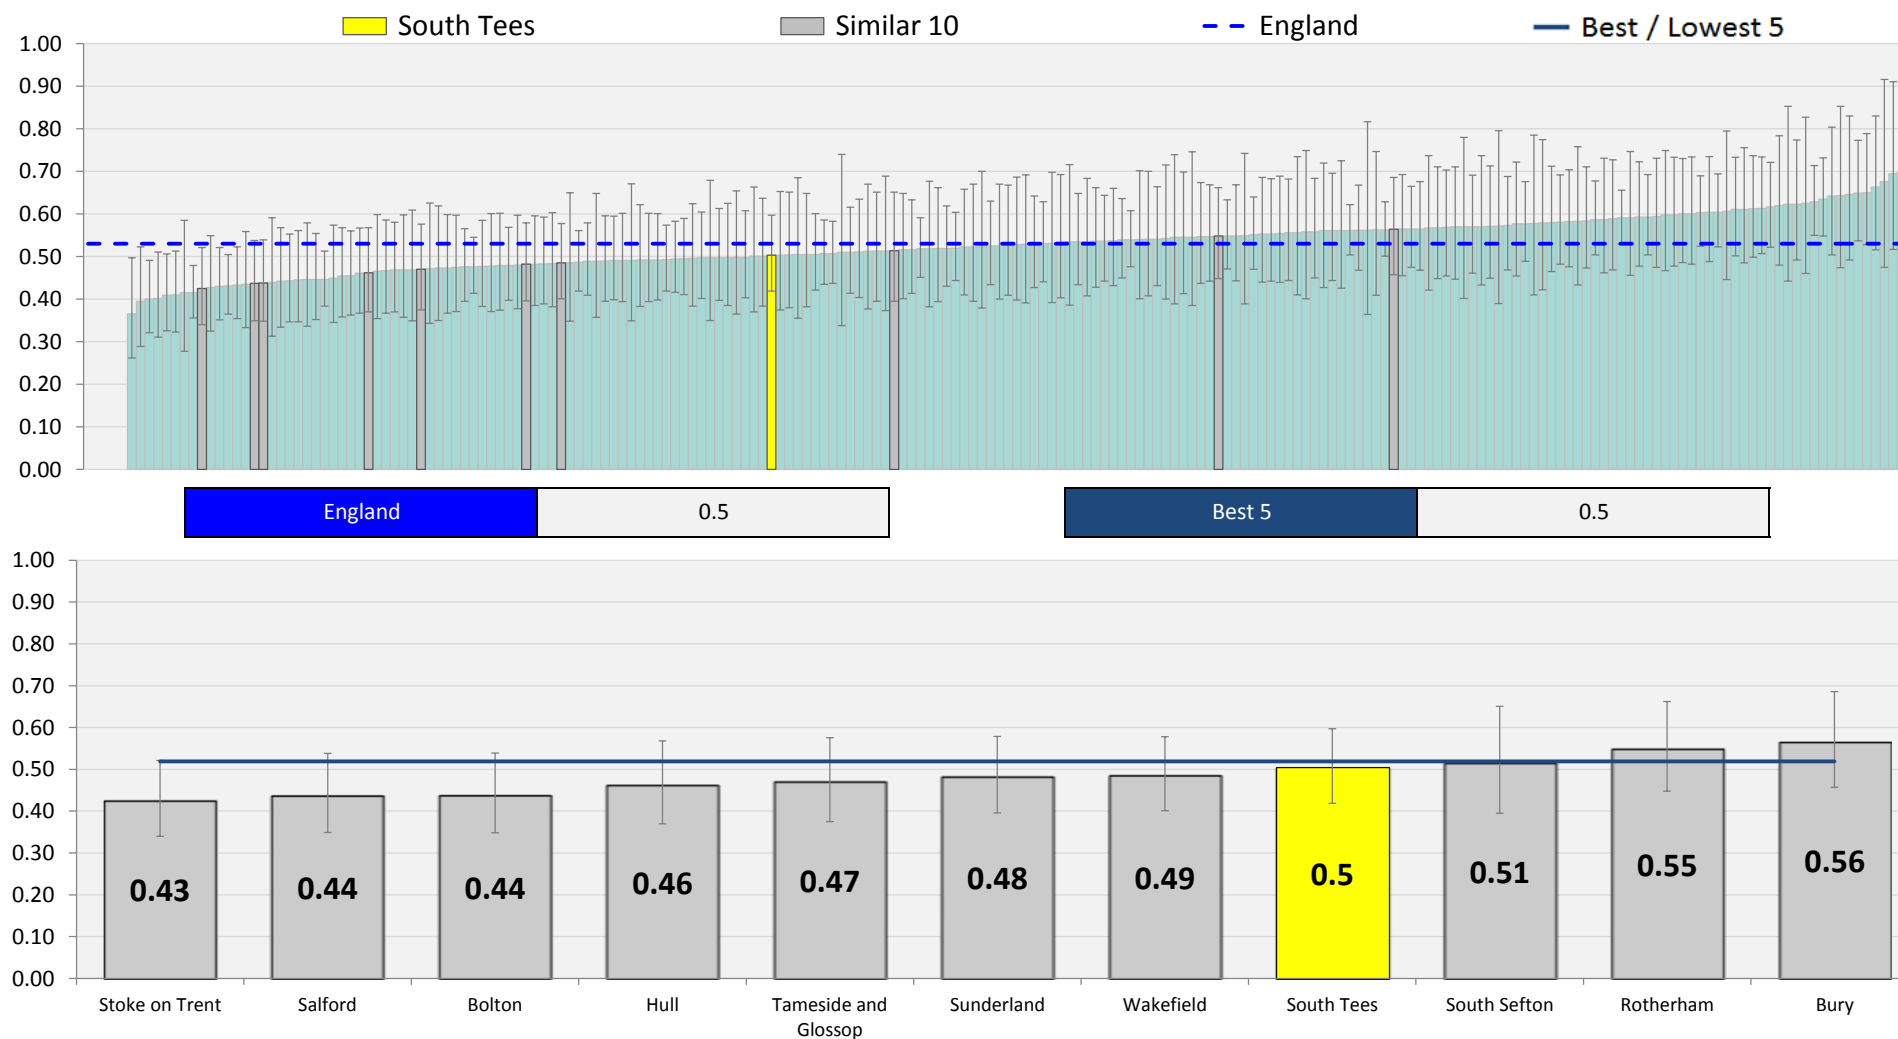 South Tees
Similar 10
England
Best / Lowest 5
1.00
0.90
0.80
0.70
0.60
0.50
0.40
0.30
0.20
0.10
0.00
England 0.5
Best 5 0.5
1.00
0.90
0.80
0.70
0.60
0.50
0.40
0.30
0.20
0.10
0.00
0.43
0.44
0.44
0.46
0.47
0.48
0.49
0.5
0.51
0.55
0.56
Stoke on Trent
Salford
Bolton
Hull
Tameside and
Glossop
Sunderland
Wakefield
South Tees
South Sefton
Rotherham
Bury